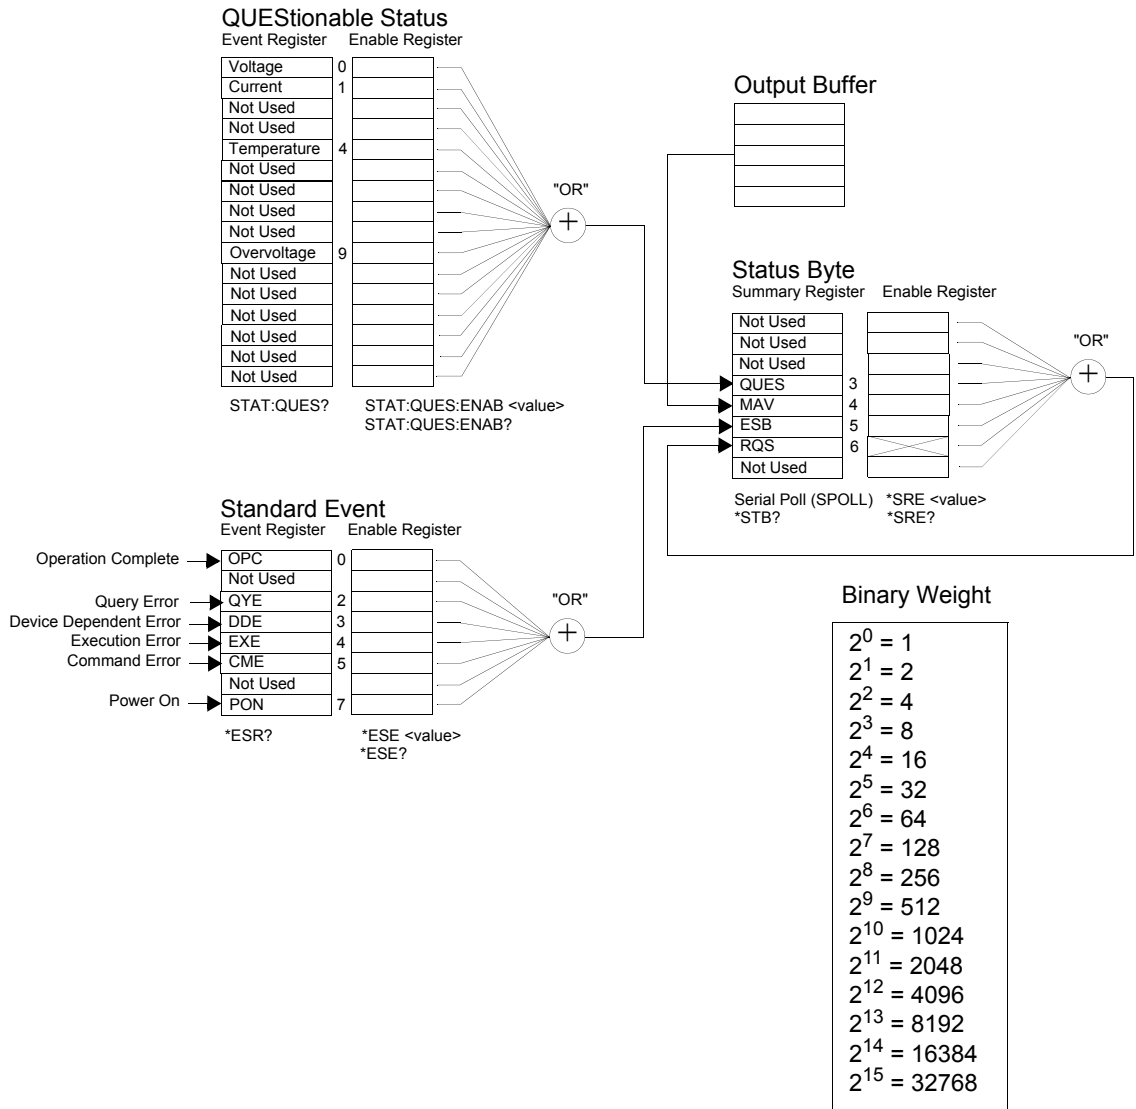 QUEStionable Status
Event Register Enable Register
Voltage 0
Current 1
Not Used
Not Used
Temperature 4
Not Used
Not Used
Not Used
Not Used
Overvoltage 9
Not Used
Not Used
Not Used
Not Used
Not Used
Not Used
STAT:QUES? STAT:QUES:ENAB <value>
STAT:QUES:ENAB?
"OR"
+
Output Buffer
Status Byte
Summary Register Enable Register
Not Used
Not Used
Not Used
QUES 3
MAV 4
ESB 5
RQS 6
Not Used
Serial Poll (SPOLL) *SRE <value>
*STB? *SRE?
"OR"
+
Standard Event
Event Register Enable Register
Operation Complete OPC 0
Not Used
Query Error QYE 2
Device Dependent Error DDE 3
Execution Error EXE 4
Command Error CME 5
Not Used
Power On PON 7
*ESR? *ESE <value>
*ESE?
"OR"
+
Binary Weight
2^0 = 1
2^1 = 2
2^2 = 4
2^3 = 8
2^4 = 16
2^5 = 32
2^6 = 64
2^7 = 128
2^8 = 256
2^9 = 512
2^10 = 1024
2^11 = 2048
2^12 = 4096
2^13 = 8192
2^14 = 16384
2^15 = 32768